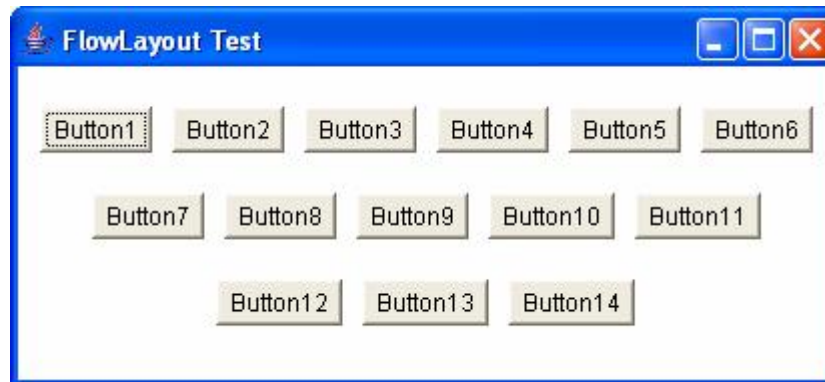 FlowLayout Test
Button1 Button2 Button3 Button4 Button5 Button6
Button7 Button8 Button9 Button10 Button11
Button12 Button13 Button14